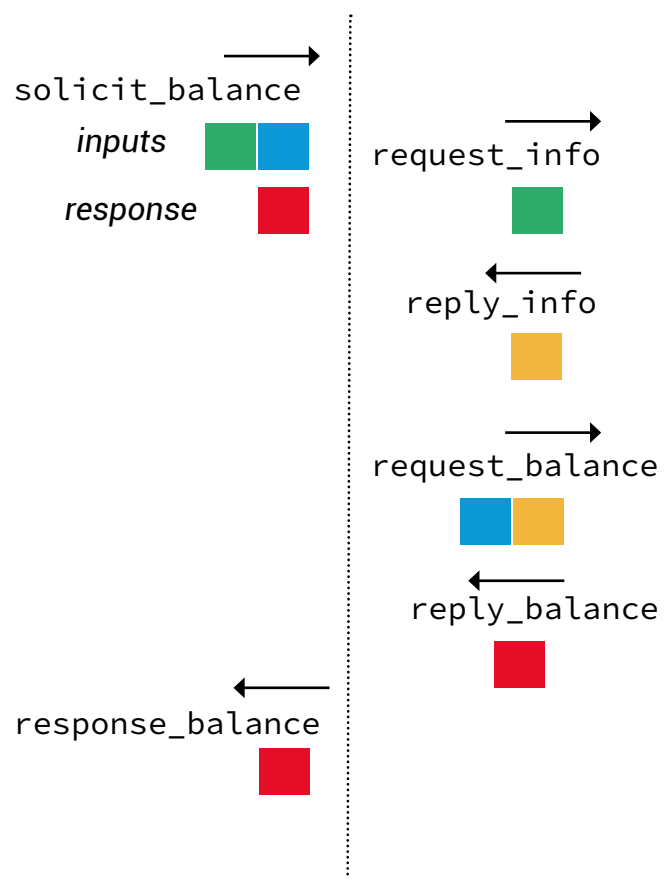 solicit_balance
inputs
response
request_info
reply_info
request_balance
reply_balance
response_balance